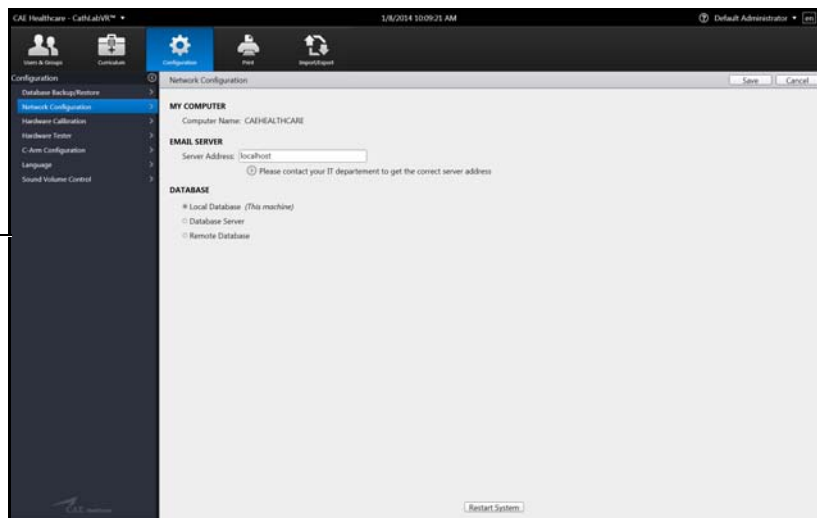 CAE Healthcare - CathLabVR™ 1/8/2014 10:09:21 AM Default Administrator en
Users & Groups Curriculum Configuration Print Import/Export
Configuration
Database Backup/Restore
Network Configuration
Hardware Calibration
Hardware Tester
C-Arm Configuration
Language
Sound Volume Control
Network Configuration Save Cancel
MY COMPUTER
Computer Name: CAEHEALTHCARE
EMAIL SERVER
Server Address: localhost
Please contact your IT departement to get the correct server address
DATABASE
Local Database (This machine)
Database Server
Remote Database
CAE Healthcare
Restart System